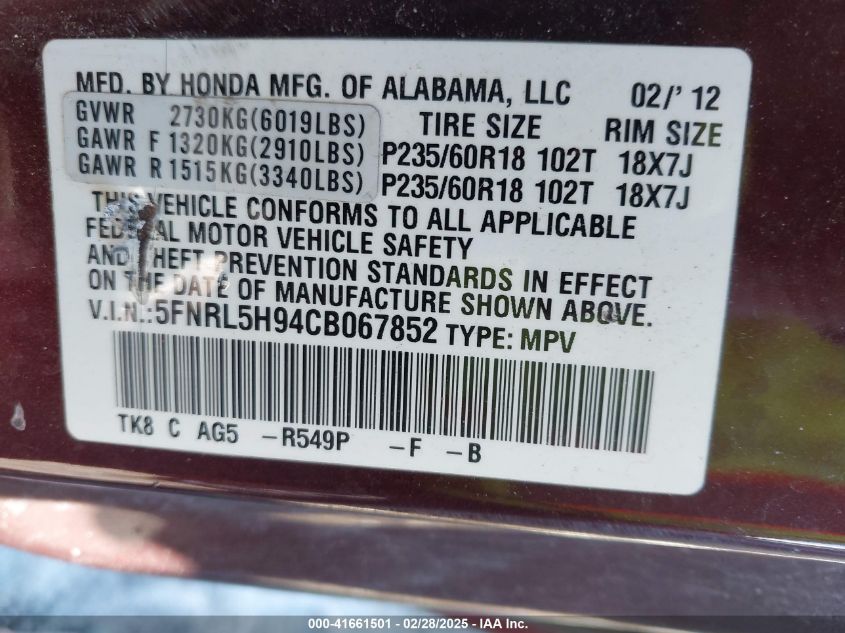 MFD. BY HONDA MFG. OF ALABAMA, LLC 02/' 12
GVWR 2730KG(6019LBS) TIRE SIZE RIM SIZE
GAWR F 1320KG(2910LBS) P235/60R18 102T 18X7J
GAWR R 1515KG(3340LBS) P235/60R18 102T 18X7J
THIS VEHICLE CONFORMS TO ALL APPLICABLE
FEDERAL MOTOR VEHICLE SAFETY
AND THEFT PREVENTION STANDARDS IN EFFECT
ON THE DATE OF MANUFACTURE SHOWN ABOVE.
V.I.N.:5FNRL5H94CB067852 TYPE: MPV
TK8 C AG5 -R549P -F -B
000-41661501 - 02/28/2025 - IAA Inc.